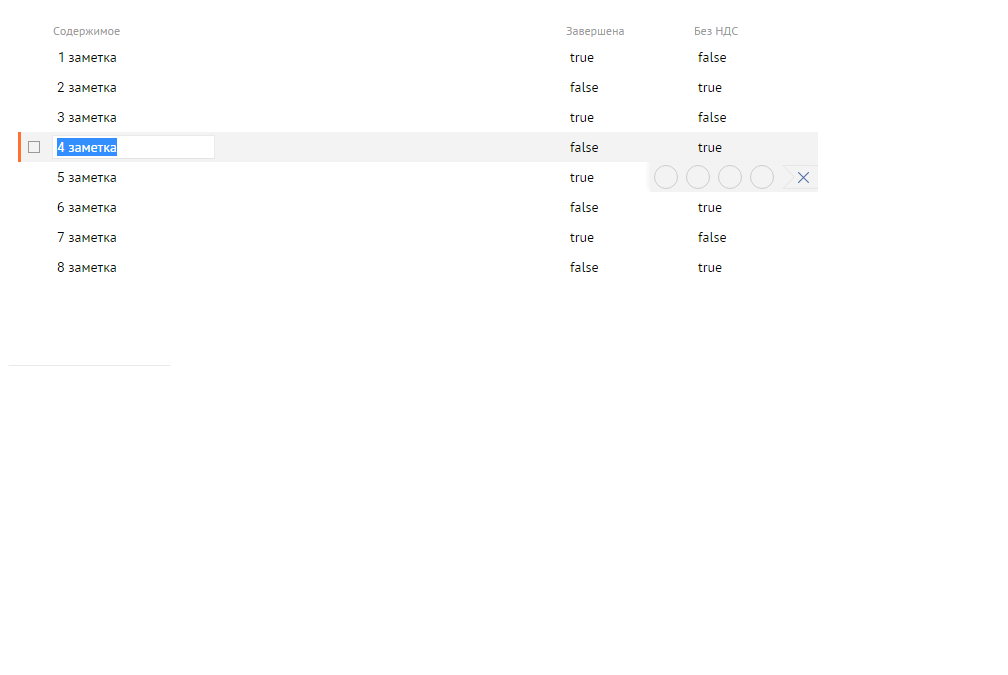 Содержимое Завершена Без НДС
1 заметка true false
2 заметка false true
3 заметка true false
4 заметка false true
5 заметка true
6 заметка false true
7 заметка true false
8 заметка false true